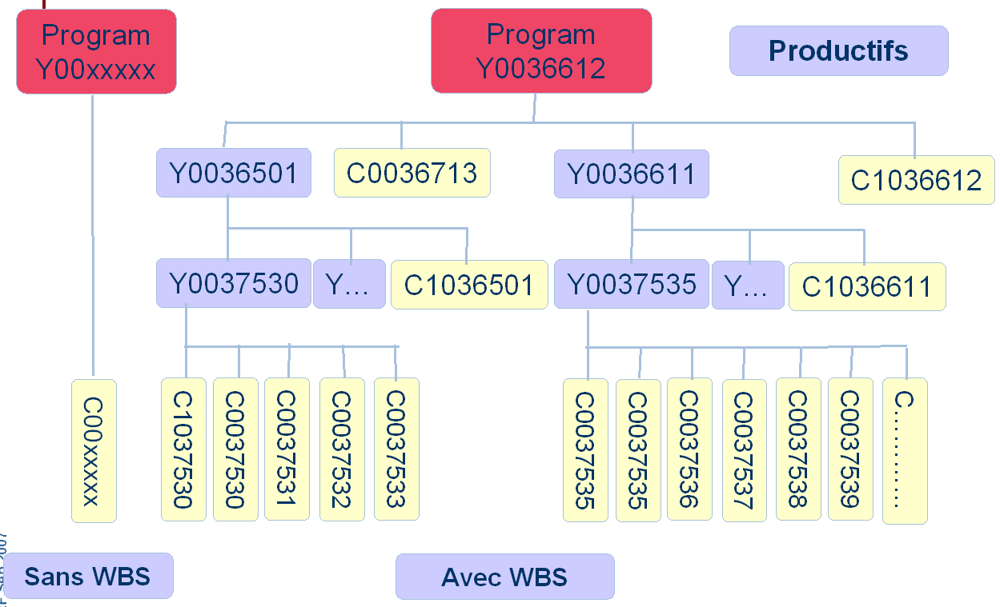 Program
Y00xxxxx
Program
Y0036612
Productifs
Y0036501
C0036713
Y0036611
C1036612
Y0037530
Y...
C1036501
Y0037535
Y...
C1036611
C00xxxxx
C1037530
C0037530
C0037531
C0037532
C0037533
C0037535
C0037535
C0037536
C0037537
C0037538
C0037539
C..........
Sans WBS
Avec WBS